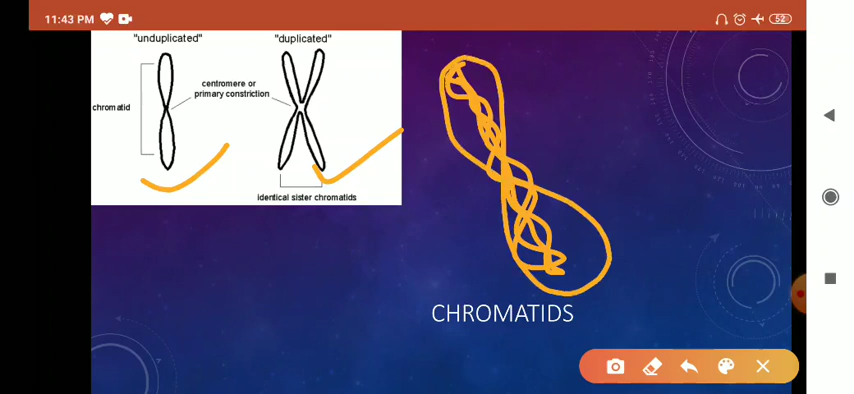 11:43 PM
52
"unduplicated"
"duplicated"
centromere or
primary constriction
chromatid
identical sister chromatids
CHROMATIDS